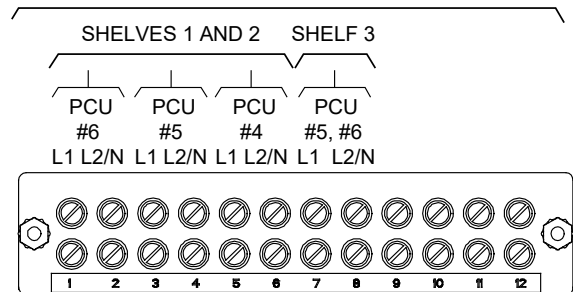 SHELVES 1 AND 2 SHELF 3
PCU PCU PCU PCU
#6 #5 #4 #5, #6
L1 L2/N L1 L2/N L1 L2/N L1 L2/N
1 2 3 4 5 6 7 8 9 10 11 12